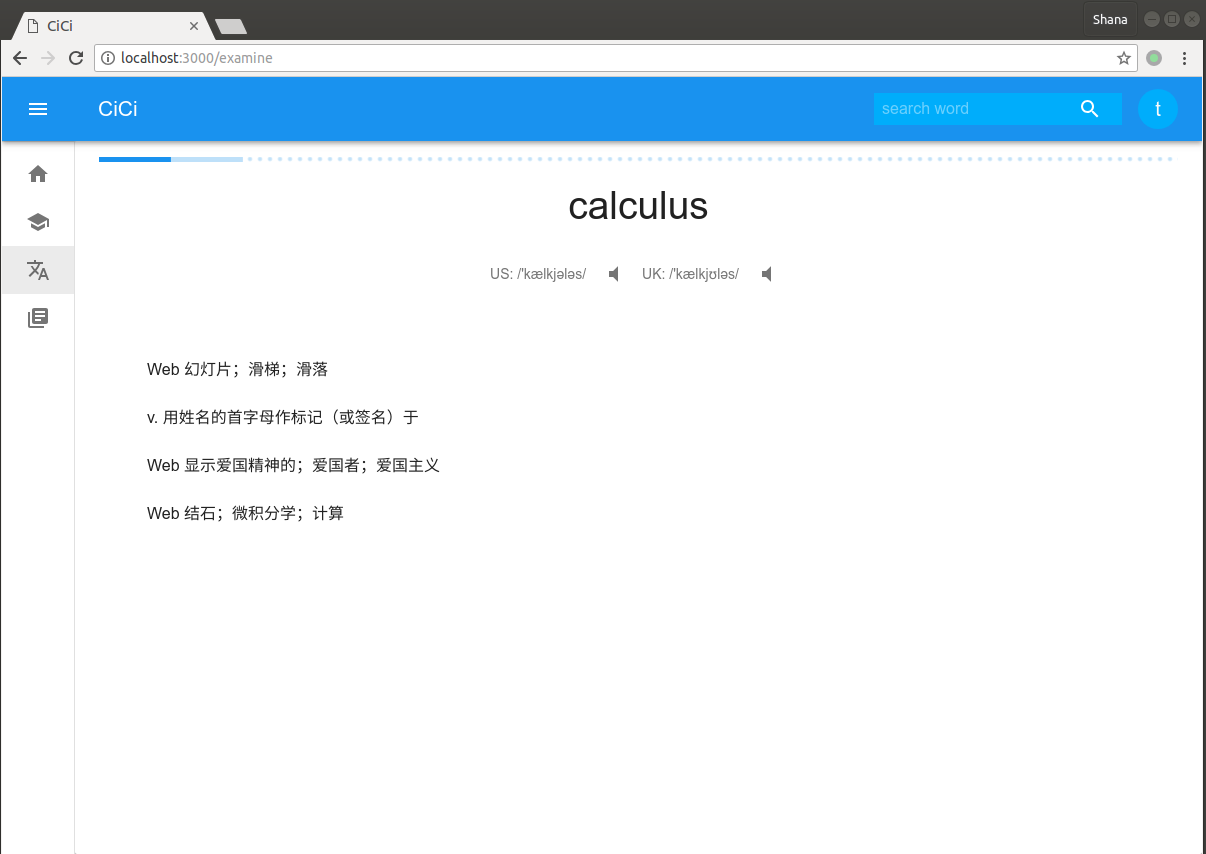 CiCi
Shana
localhost:3000/examine
CiCi
search word
t
calculus
US: /'kælkjələs/ UK: /'kælkjʊləs/
Web 幻灯片；滑梯；滑落
v. 用姓名的首字母作标记（或签名）于
Web 显示爱国精神的；爱国者；爱国主义
Web 结石；微积分学；计算